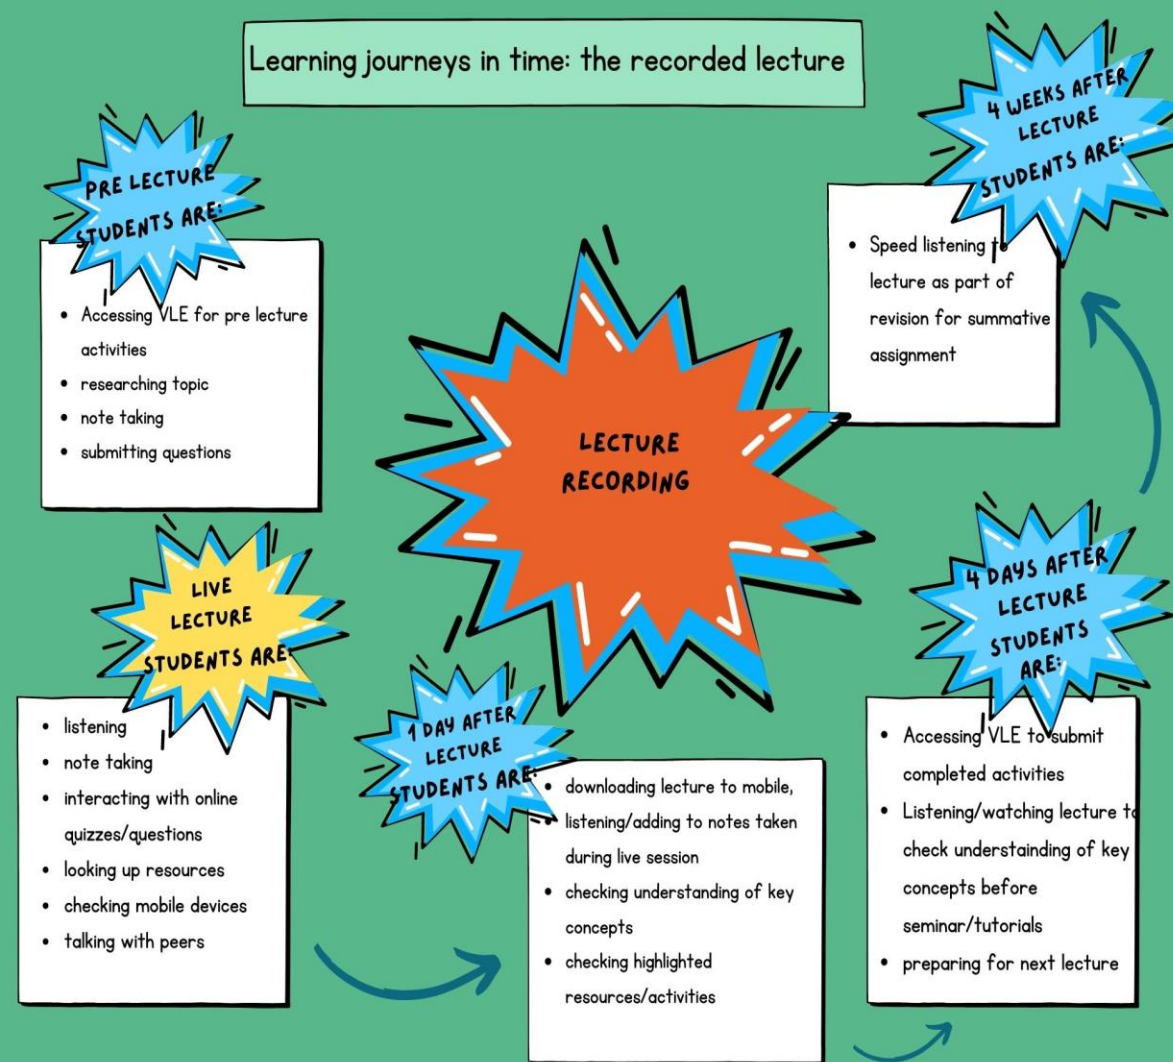 Learning journeys in time: the recorded lecture
PRE LECTURE
STUDENTS ARE:
• Accessing VLE for pre lecture
activities
• researching topic
• note taking
• submitting questions
LIVE
LECTURE
STUDENTS ARE:
• listening
• note taking
• interacting with online
quizzes/questions
• looking up resources
• checking mobile devices
• talking with peers
LECTURE
RECORDING
1 DAY AFTER
LECTURE
STUDENTS ARE:
• downloading lecture to mobile,
• listening/adding to notes taken
during live session
• checking understanding of key
concepts
• checking highlighted
resources/activities
4 DAYS AFTER
LECTURE
STUDENTS
ARE:
• Accessing VLE to submit
completed activities
• Listening/watching lecture to
check understainding of key
concepts before
seminar/tutorials
• preparing for next lecture
4 WEEKS AFTER
LECTURE
STUDENTS ARE:
• Speed listening to
lecture as part of
revision for summative
assignment